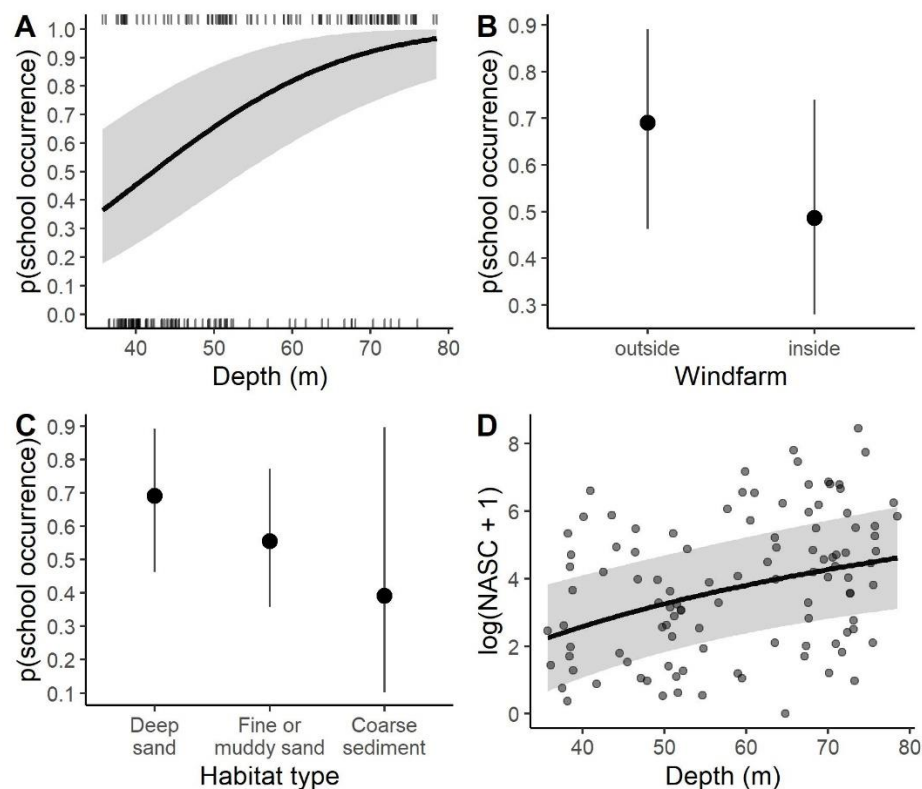 A
p(school occurrence)
1.0
0.9
0.8
0.7
0.6
0.5
0.4
0.3
0.2
0.1
0.0
40 50 60 70 80
Depth (m)
B
p(school occurrence)
0.9
0.8
0.7
0.6
0.5
0.4
0.3
outside inside
Windfarm
C
p(school occurrence)
0.9
0.8
0.7
0.6
0.5
0.4
0.3
0.2
0.1
Deep Fine or Coarse
sand muddy sand sediment
Habitat type
D
log(NASC + 1)
8
6
4
2
0
40 50 60 70 80
Depth (m)